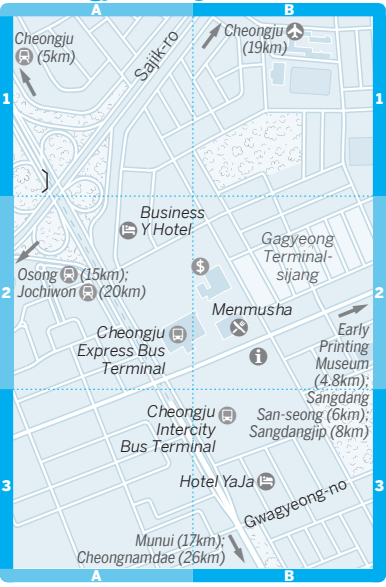 A B
Cheongju
(5km)
Sajik-ro
Cheongju
(19km)
1 1
Business
Y Hotel
Gagyeong
Terminal-
sijang
$
Osong (15km);
Jochiwon (20km)
2 2
Menmusha
Cheongju
Express Bus
Terminal
i
Early
Printing
Museum
(4.8km);
Sangdang
San-seong (6km);
Sangdangjip (8km)
Cheongju
Intercity
Bus Terminal
3 3
Hotel YaJa
Gwagyeong-no
Munui (17km);
Cheongnamdae (26km)
A B